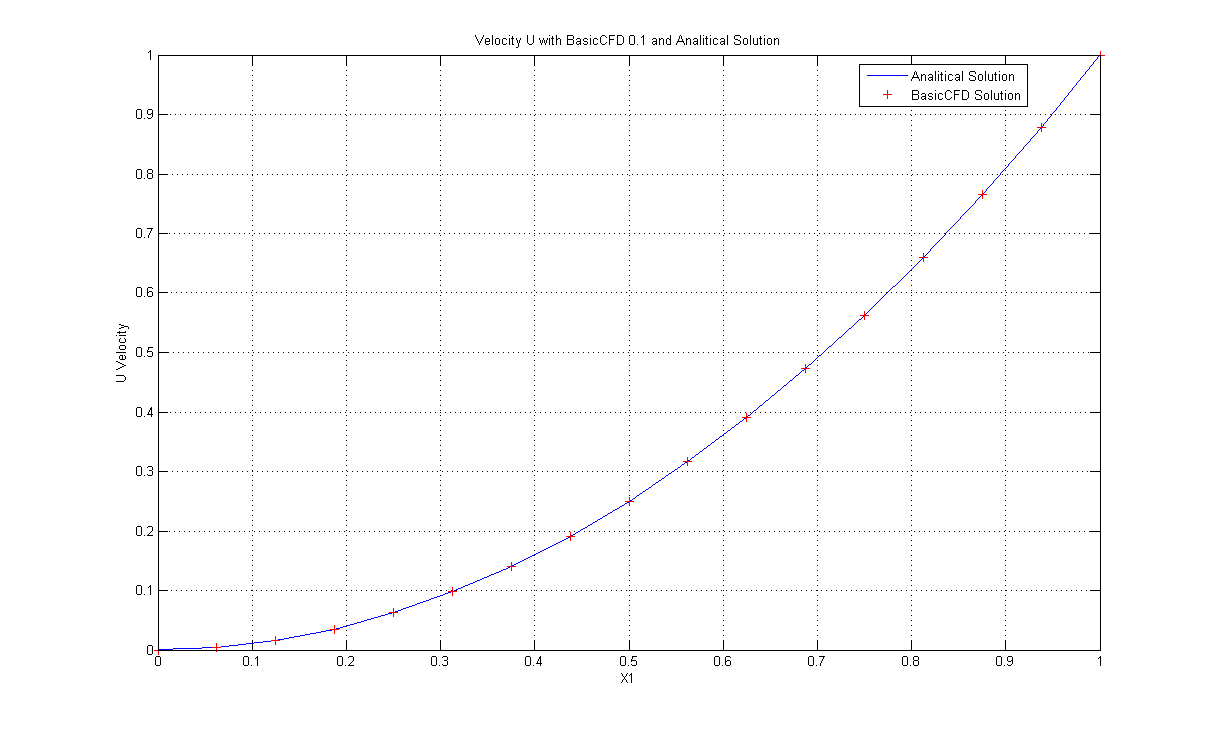 Velocity U with BasicCFD 0.1 and Analitical Solution
Analitical Solution
BasicCFD Solution
1
0.9
0.8
0.7
0.6
0.5
0.4
0.3
0.2
0.1
0
U Velocity
0 0.1 0.2 0.3 0.4 0.5 0.6 0.7 0.8 0.9 1
X1